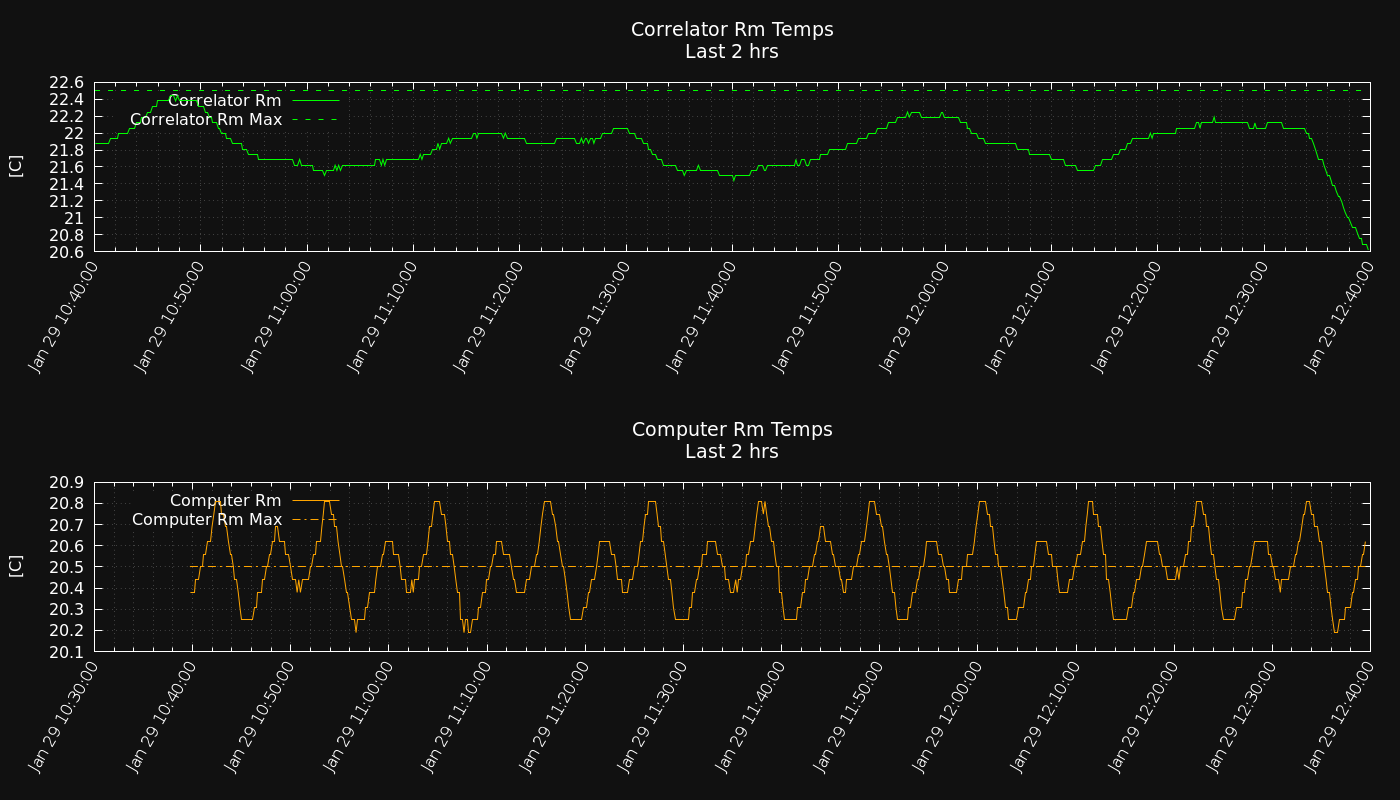 Correlator Rm Temps
Last 2 hrs
22.6
22.4
22.2
22
21.8
21.6
21.4
21.2
21
20.8
20.6
[C]
Correlator Rm
Correlator Rm Max
Jan 29 10:40:00
Jan 29 10:50:00
Jan 29 11:00:00
Jan 29 11:10:00
Jan 29 11:20:00
Jan 29 11:30:00
Jan 29 11:40:00
Jan 29 11:50:00
Jan 29 12:00:00
Jan 29 12:10:00
Jan 29 12:20:00
Jan 29 12:30:00
Jan 29 12:40:00
Computer Rm Temps
Last 2 hrs
20.9
20.8
20.7
20.6
20.5
20.4
20.3
20.2
20.1
[C]
Computer Rm
Computer Rm Max
Jan 29 10:30:00
Jan 29 10:40:00
Jan 29 10:50:00
Jan 29 11:00:00
Jan 29 11:10:00
Jan 29 11:20:00
Jan 29 11:30:00
Jan 29 11:40:00
Jan 29 11:50:00
Jan 29 12:00:00
Jan 29 12:10:00
Jan 29 12:20:00
Jan 29 12:30:00
Jan 29 12:40:00